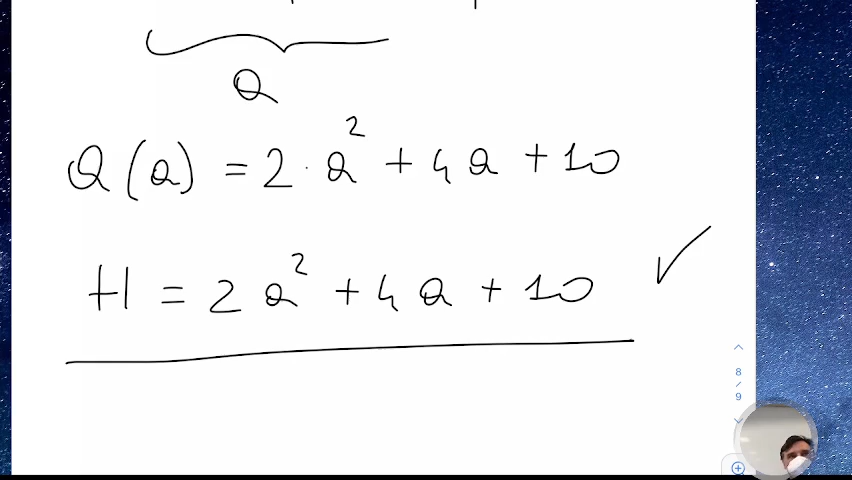 Q
Q(a) = 2 · a² + 4a + 10
H = 2a² + 4a + 10 ✓
8
/
9